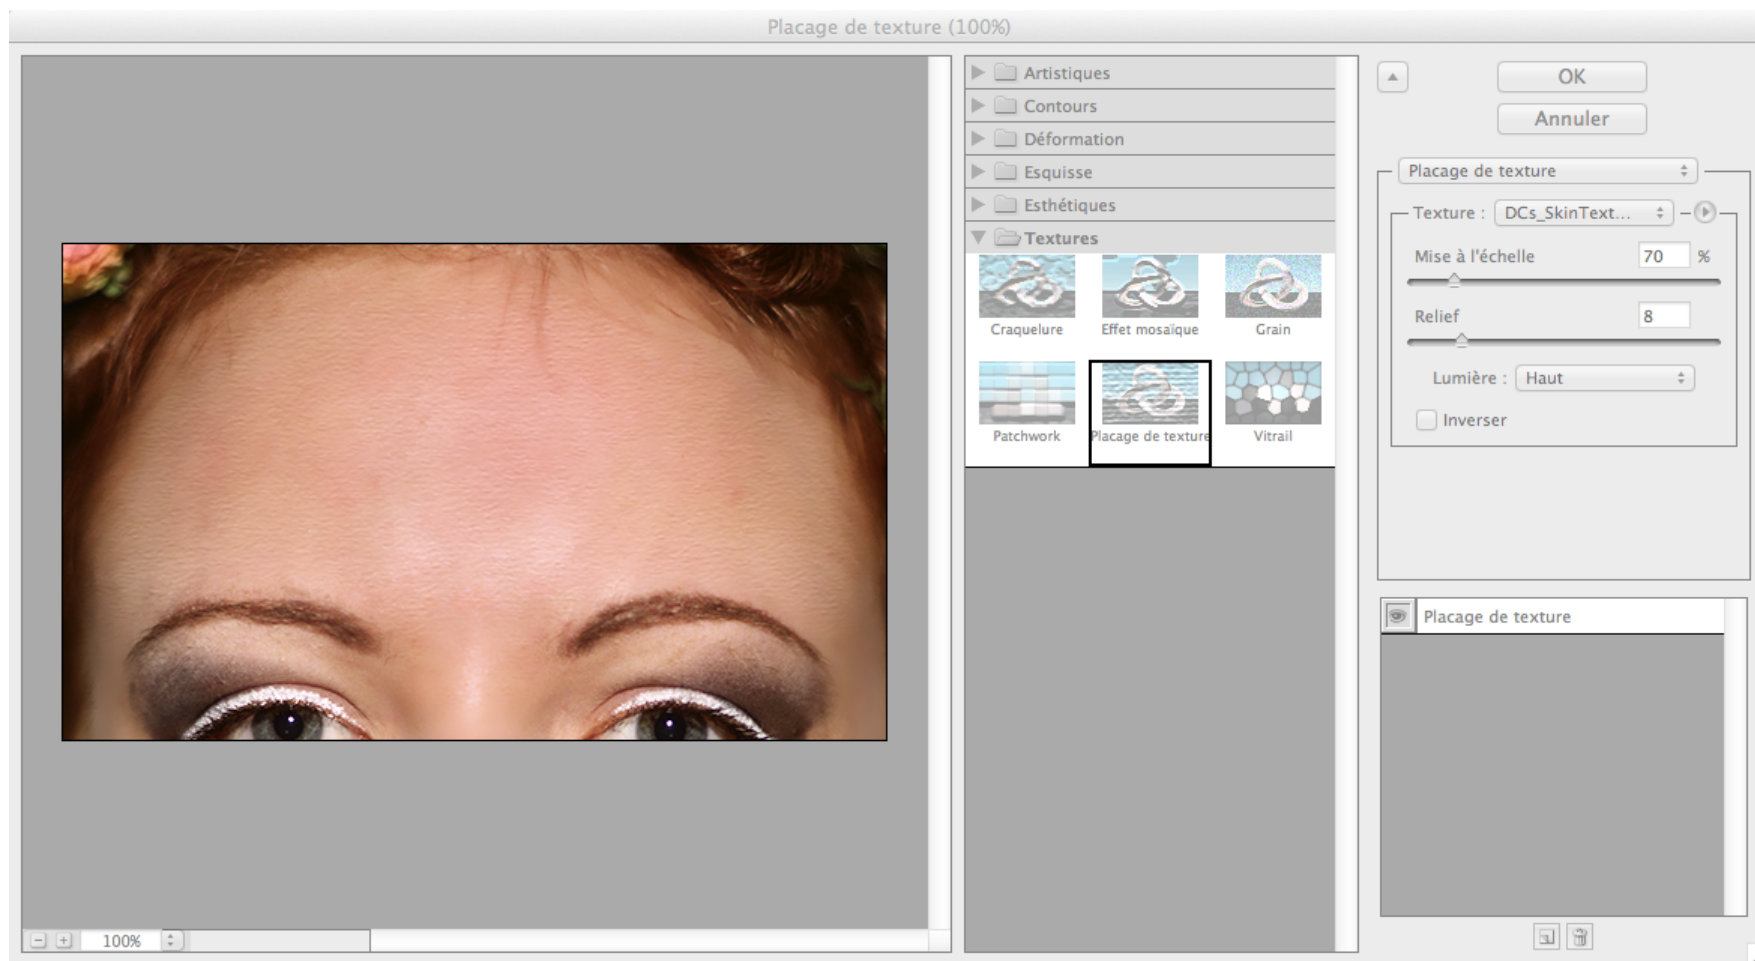 Placage de texture (100%)
Artistiques
Contours
Déformation
Esquisse
Esthétiques
Textures
Craquelure
Effet mosaïque
Grain
Patchwork
Placage de texture
Vitrail
100%
OK
Annuler
Placage de texture
Texture : DCs_SkinText...
Mise à l'échelle 70 %
Relief 8
Lumière : Haut
Inverser
Placage de texture